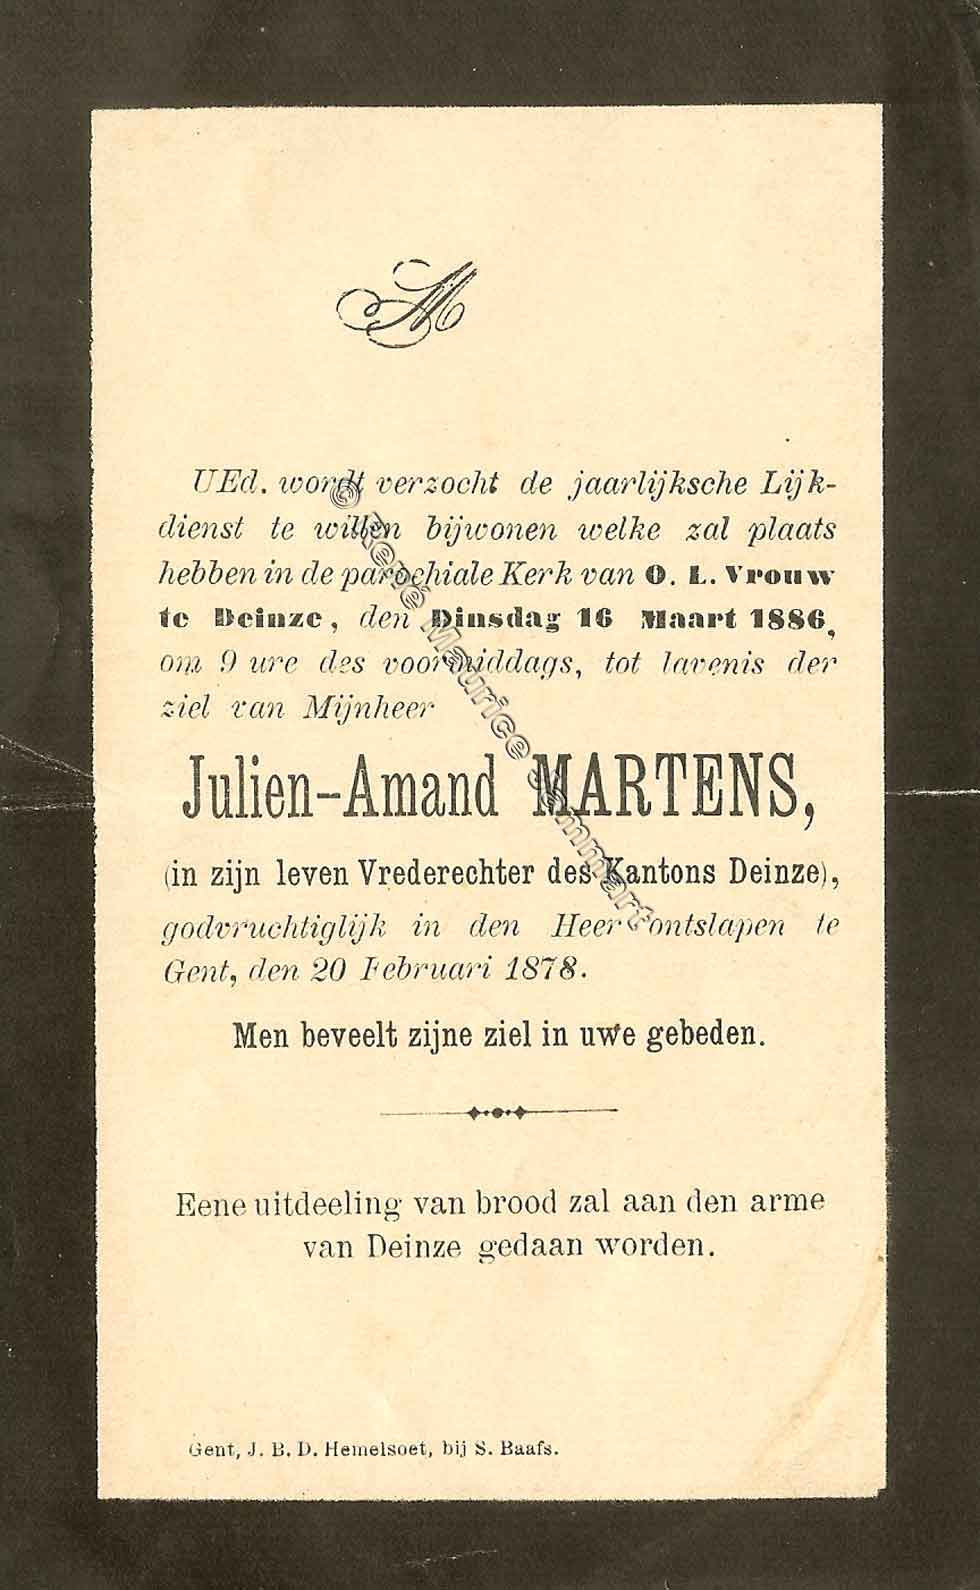 M
UEd. wordt verzocht de jaarlijksche Lijk-
dienst te willen bijwonen welke zal plaats
hebben in de parochiale Kerk van O. L. Vrouw
te Deinze, den Dinsdag 16 Maart 1886,
om 9 ure des voormiddags, tot lavenis der
ziel van Mijnheer
Julien-Amand MARTENS,
(in zijn leven Vrederechter des Kantons Deinze),
godvruchtiglijk in den Heer ontslapen te
Gent, den 20 Februari 1878.
Men beveelt zijne ziel in uwe gebeden.
Eene uitdeeling van brood zal aan den arme
van Deinze gedaan worden.
Gent, J. B. D. Hemelsoet, bij S. Baafs.
© René Maurice Jammart